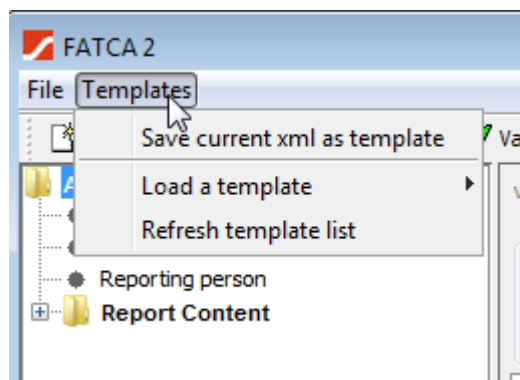 FATCA 2
File Templates
Save current xml as template
Load a template
Refresh template list
Reporting person
Report Content